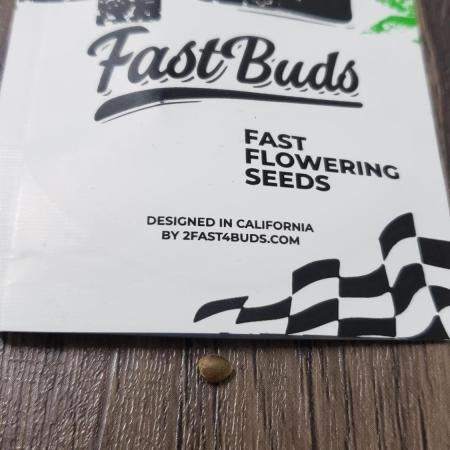 FastBuds
FAST
FLOWERING
SEEDS
DESIGNED IN CALIFORNIA
BY 2FAST4BUDS.COM